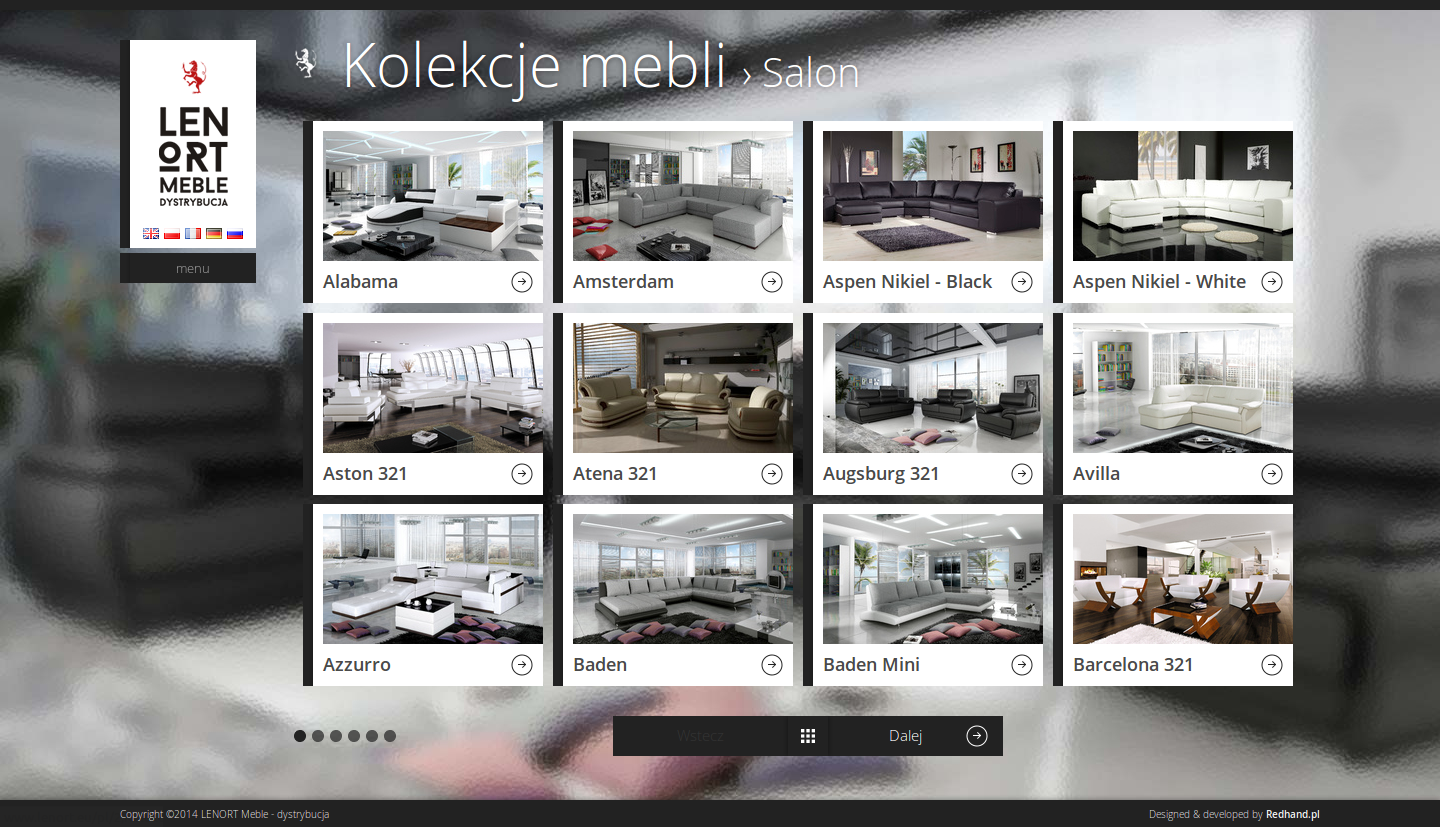 LEN
ORT
MEBLE
DYSTRYBUCJA
menu
Kolekcje mebli › Salon
Alabama
Amsterdam
Aspen Nikiel - Black
Aspen Nikiel - White
Aston 321
Atena 321
Augsburg 321
Avilla
Azzurro
Baden
Baden Mini
Barcelona 321
Wstecz
Dalej
Copyright ©2014 LENORT Meble - dystrybucja
Designed & developed by Redhand.pl